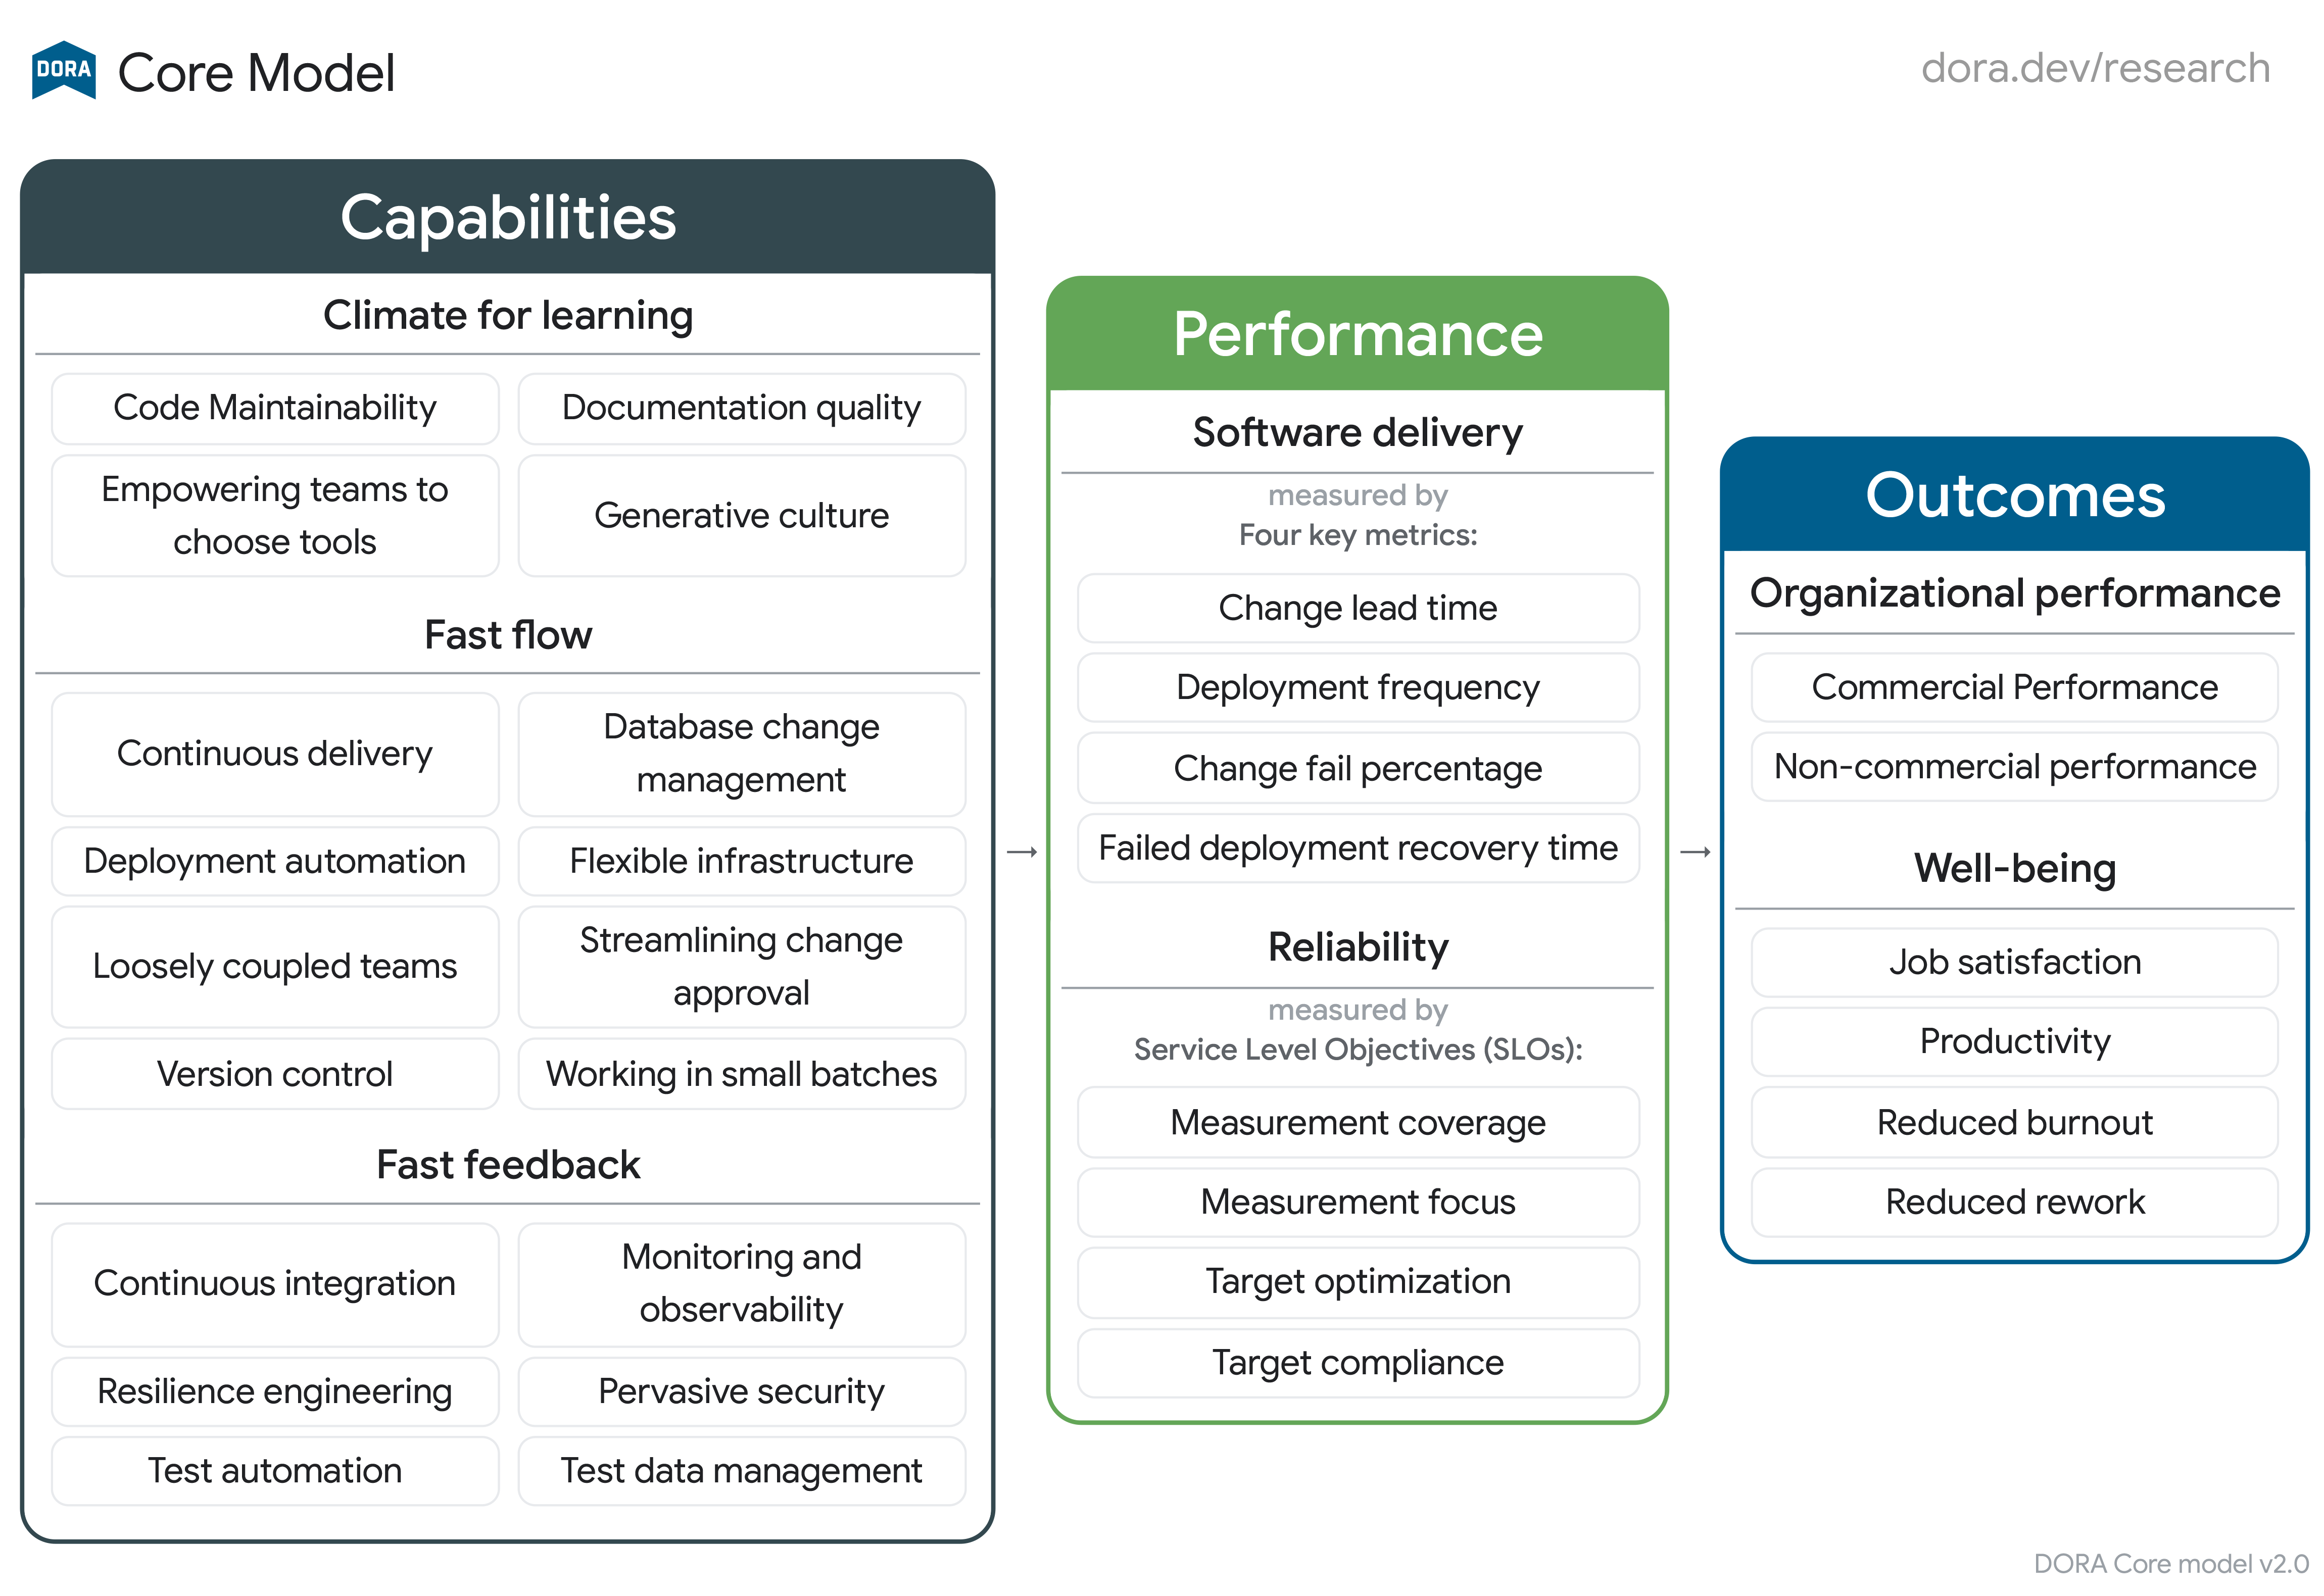 DORA
Core Model
dora.dev/research
Capabilities
Climate for learning
Code Maintainability
Documentation quality
Empowering teams to
choose tools
Generative culture
Fast flow
Continuous delivery
Database change
management
Deployment automation
Flexible infrastructure
Loosely coupled teams
Streamlining change
approval
Version control
Working in small batches
Fast feedback
Continuous integration
Monitoring and
observability
Resilience engineering
Pervasive security
Test automation
Test data management
Performance
Software delivery
measured by
Four key metrics:
Change lead time
Deployment frequency
Change fail percentage
Failed deployment recovery time
Reliability
measured by
Service Level Objectives (SLOs):
Measurement coverage
Measurement focus
Target optimization
Target compliance
Outcomes
Organizational performance
Commercial Performance
Non-commercial performance
Well-being
Job satisfaction
Productivity
Reduced burnout
Reduced rework
DORA Core model v2.0